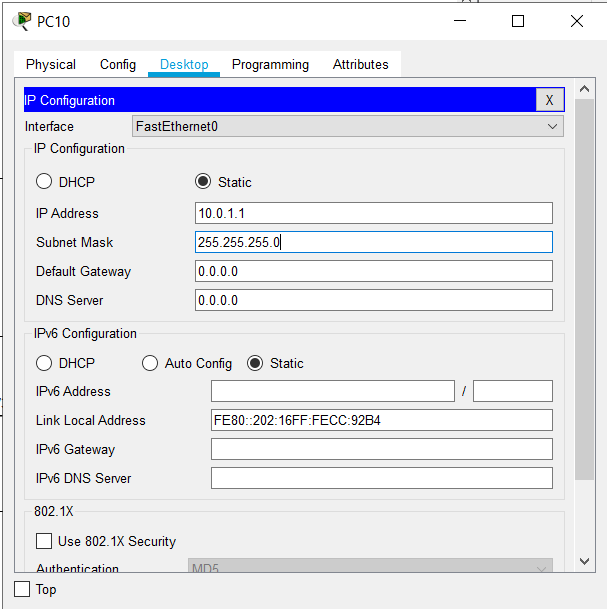 PC10
Physical Config Desktop Programming Attributes
IP Configuration X
Interface FastEthernet0
IP Configuration
DHCP Static
IP Address 10.0.1.1
Subnet Mask 255.255.255.0
Default Gateway 0.0.0.0
DNS Server 0.0.0.0
IPv6 Configuration
DHCP Auto Config Static
IPv6 Address /
Link Local Address FE80::202:16FF:FECC:92B4
IPv6 Gateway
IPv6 DNS Server
802.1X
Use 802.1X Security
Authentication MD5
Top